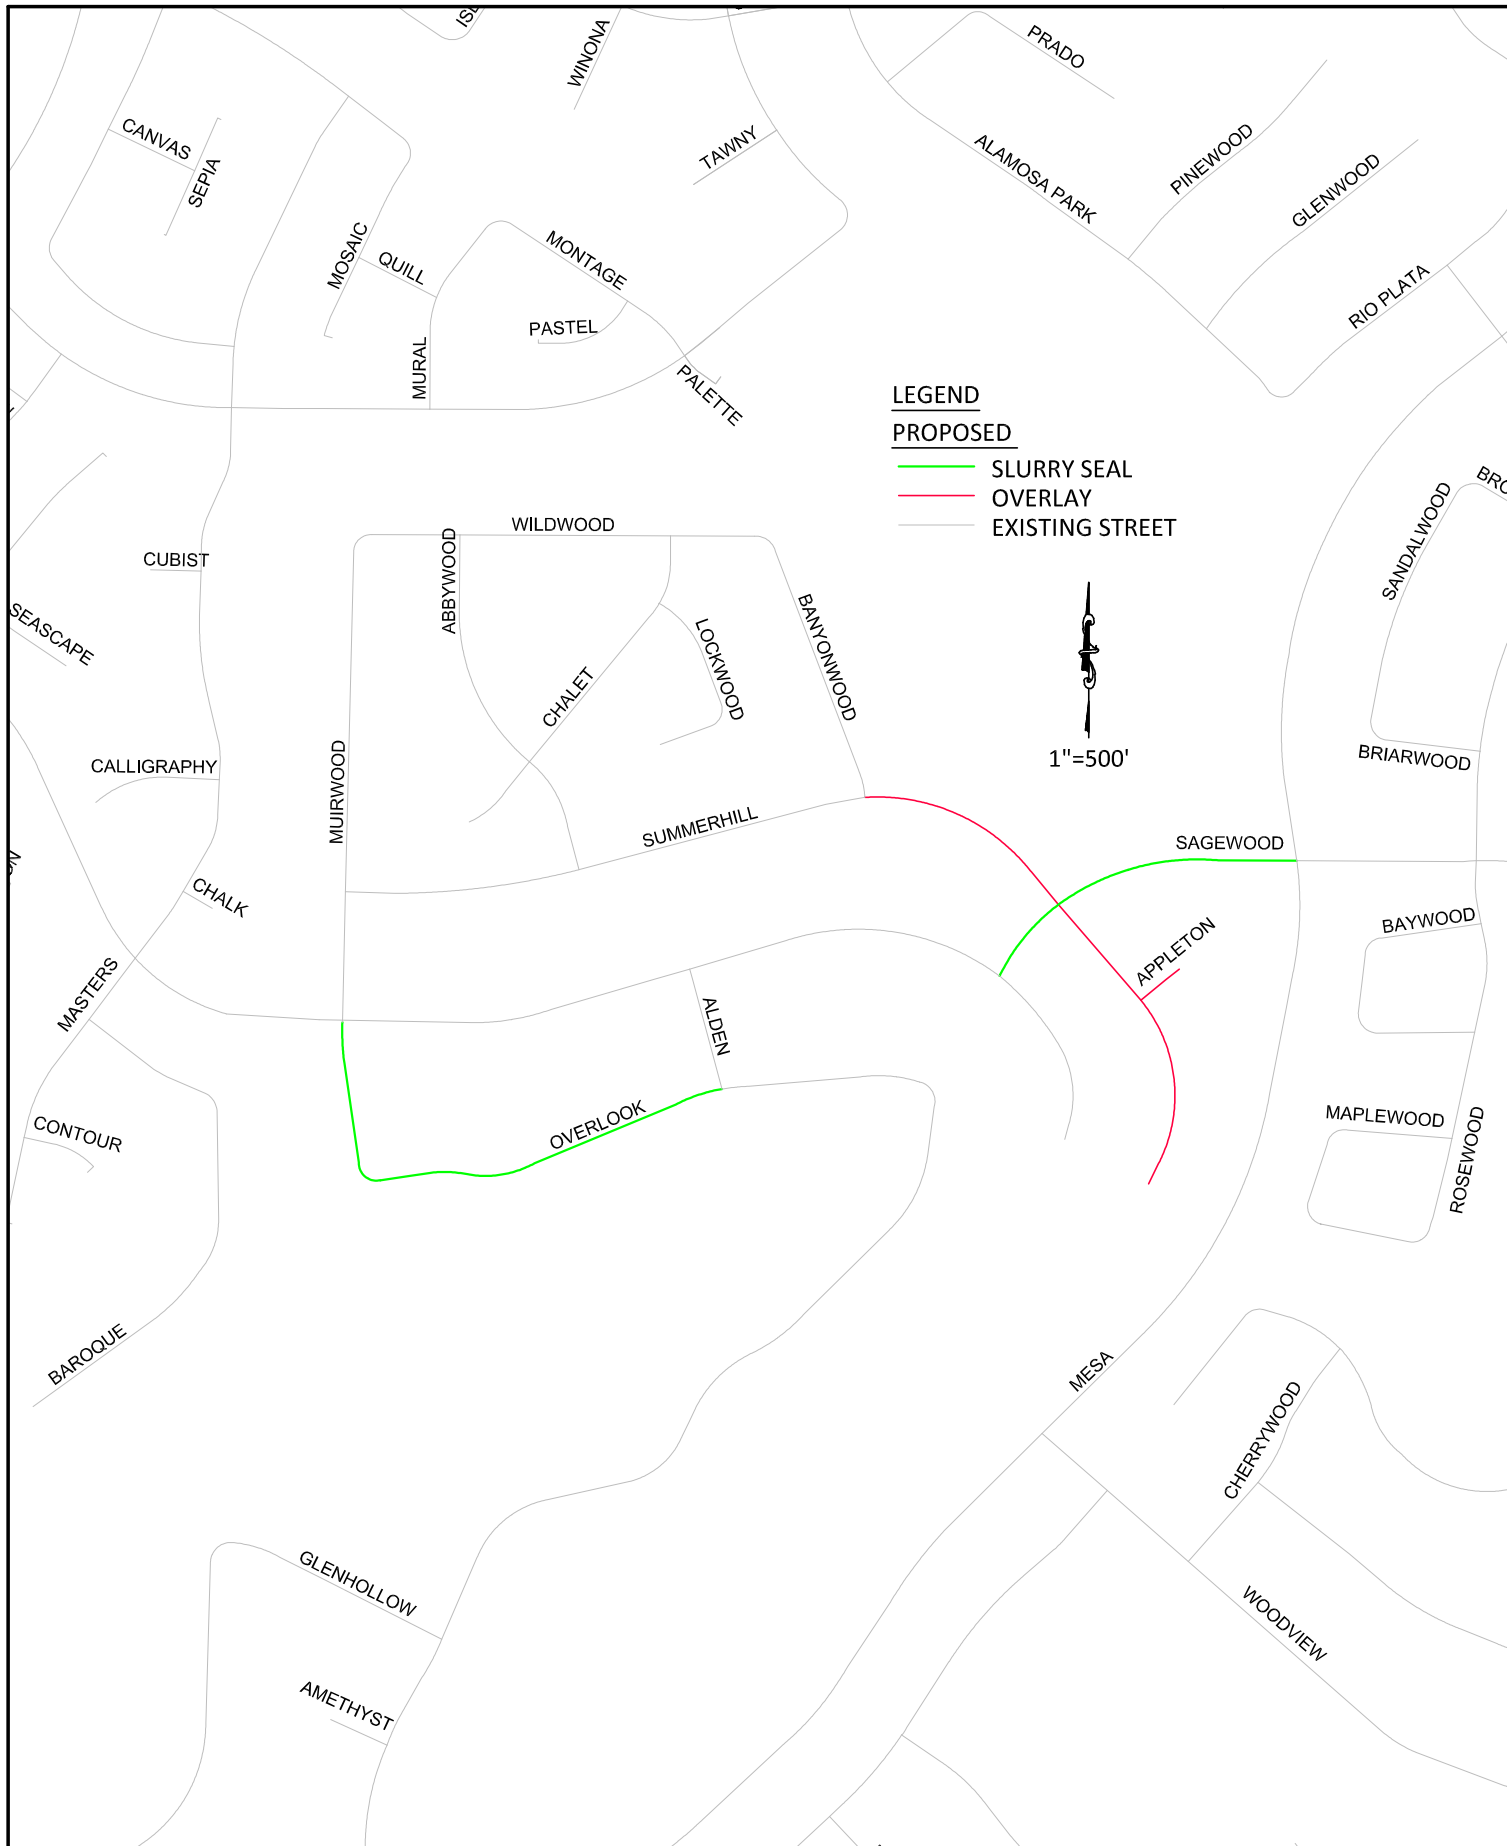 WINONA
PRADO
CANVAS
SEPIA
TAWNY
ALAMOSA PARK
PINEWOOD
GLENWOOD
MOSAIC
QUILL
MONTAGE
RIO PLATA
PASTEL
MURAL
PALETTE
LEGEND
PROPOSED
SLURRY SEAL
OVERLAY
EXISTING STREET
SANDALWOOD
BRO
WILDWOOD
ABBYWOOD
CUBIST
SEASCAPE
BANYONWOOD
LOCKWOOD
CHALET
1"=500'
BRIARWOOD
CALLIGRAPHY
MUIRWOOD
SUMMERHILL
SAGEWOOD
CHALK
BAYWOOD
APPLETON
MASTERS
ALDEN
OVERLOOK
CONTOUR
MAPLEWOOD
ROSEWOOD
BAROQUE
MESA
CHERRYWOOD
GLENHOLLOW
WOODVIEW
AMETHYST